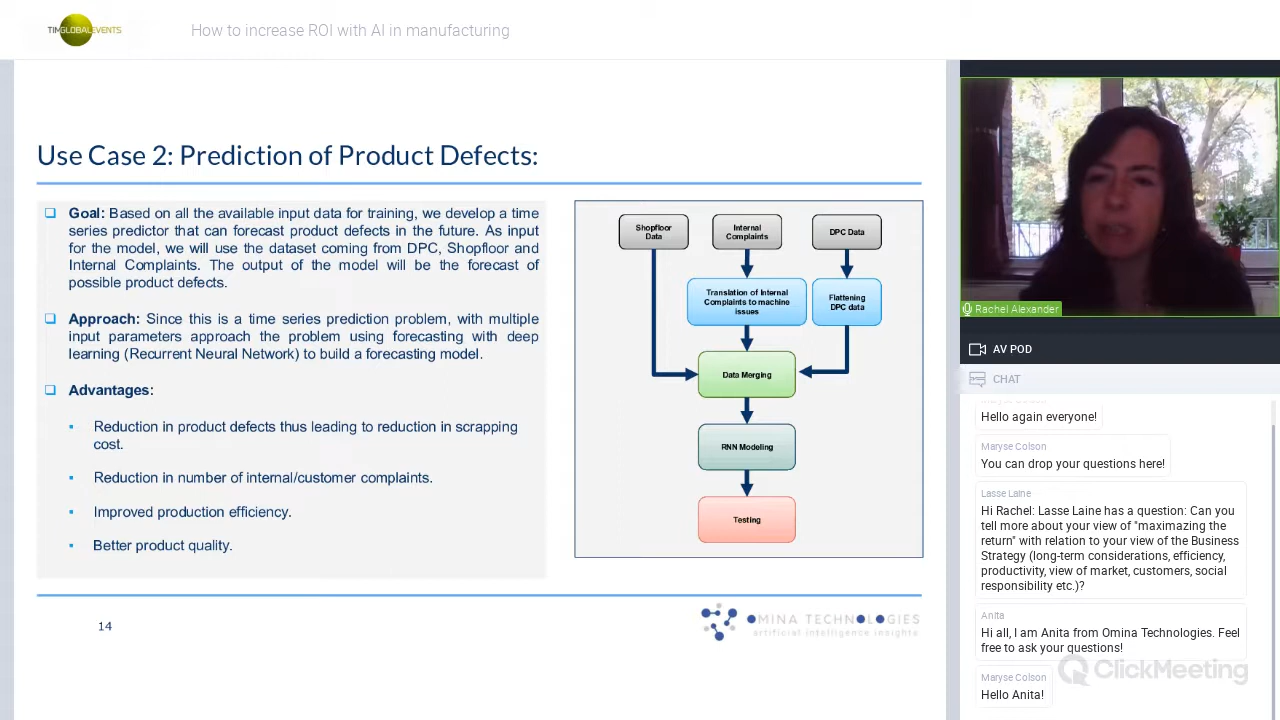 TIMGLOBALEVENTS
How to increase ROI with AI in manufacturing
Use Case 2: Prediction of Product Defects:
Goal: Based on all the available input data for training, we develop a time
series predictor that can forecast product defects in the future. As input
for the model, we will use the dataset coming from DPC, Shopfloor and
Internal Complaints. The output of the model will be the forecast of
possible product defects.
Approach: Since this is a time series prediction problem, with multiple
input parameters approach the problem using forecasting with deep
learning (Recurrent Neural Network) to build a forecasting model.
Advantages:
Reduction in product defects thus leading to reduction in scrapping
cost.
Reduction in number of internal/customer complaints.
Improved production efficiency.
Better product quality.
Shopfloor
Data
Internal
Complaints
DPC Data
Translation of Internal
Complaints to machine
issues
Flattening
DPC data
Data Merging
RNN Modeling
Testing
14
OMINA TECHNOLOGIES
artificial intelligence insights
Rachel Alexander
AV POD
CHAT
Maryse Colson
Hello again everyone!
Maryse Colson
You can drop your questions here!
Lasse Laine
Hi Rachel: Lasse Laine has a question: Can you
tell more about your view of "maximazing the
return" with relation to your view of the Business
Strategy (long-term considerations, efficiency,
productivity, view of market, customers, social
responsibility etc.)?
Anita
Hi all, I am Anita from Omina Technologies. Feel
free to ask your questions!
Maryse Colson
Hello Anita!
ClickMeeting